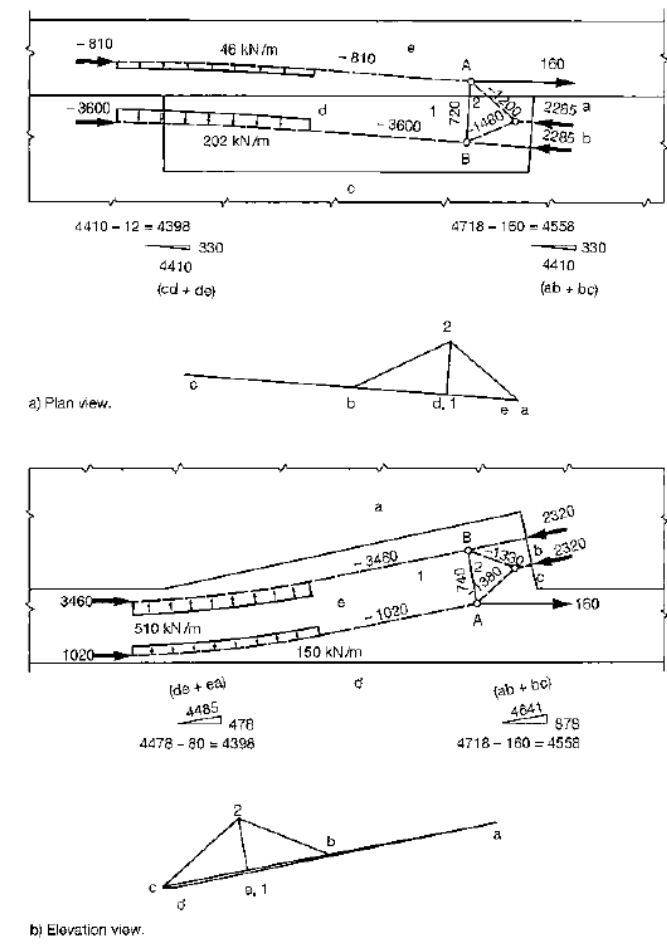 -810 46 kN/m -810 e A 160
-3600 d 1 720 2 -1200 2285 a
202 kN/m -3600 -1480 2285 b
B
c
4410 - 12 = 4398 4718 - 160 = 4558
330 330
4410 4410
(cd + de) (ab + bc)
2
c b d, 1 e a
a) Plan view.
a
B 2320
-3460 -1330 b 2320
1 2 c
3460 e 740 -1380
510 kN/m -1020 160
A
1020 150 kN/m
d
(de + ea) (ab + bc)
4485 478 4641 878
4478 - 80 = 4398 4718 - 160 = 4558
2
b a
c e, 1
d
b) Elevation view.